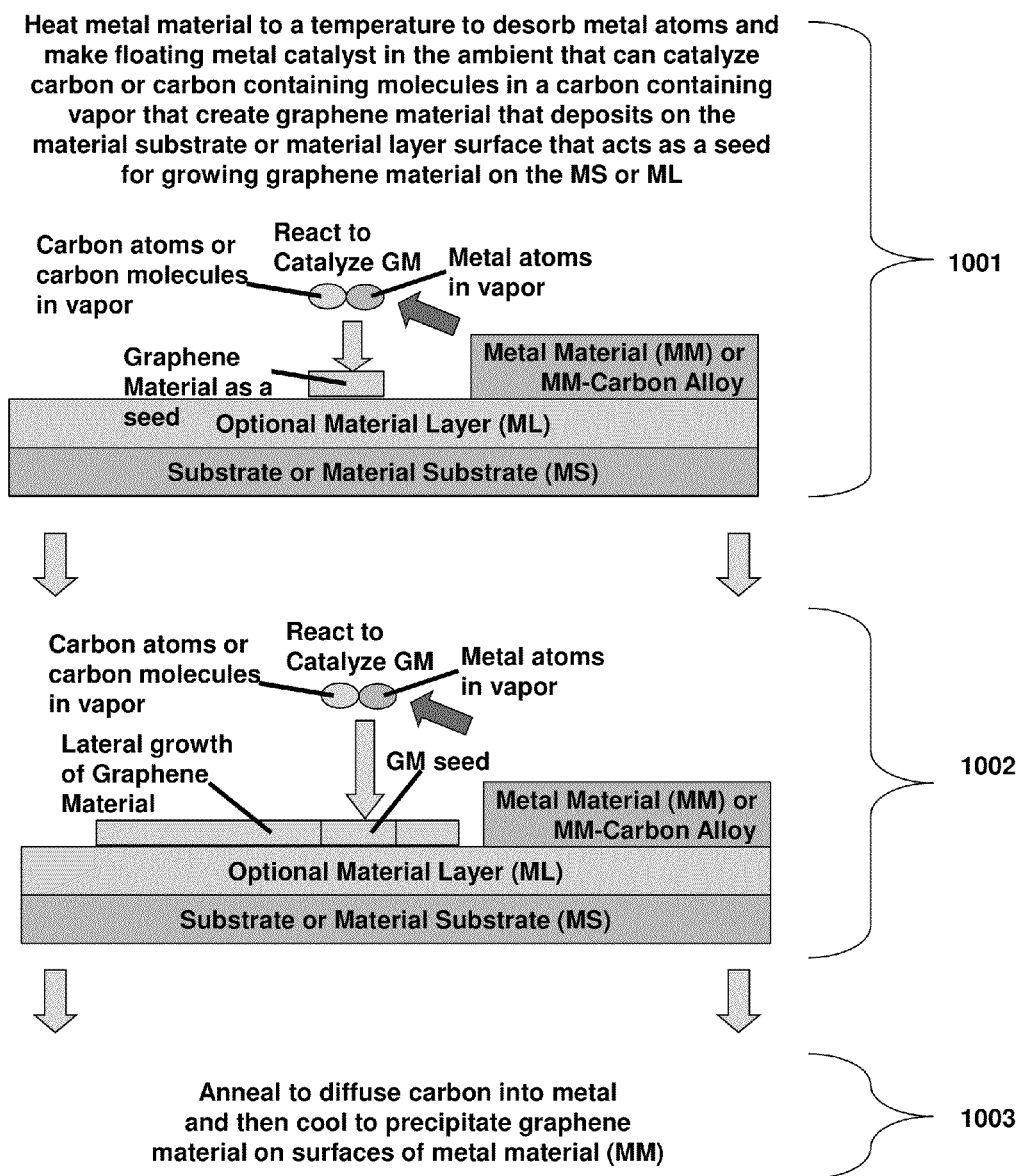 Heat metal material to a temperature to desorb metal atoms and
make floating metal catalyst in the ambient that can catalyze
carbon or carbon containing molecules in a carbon containing
vapor that create graphene material that deposits on the
material substrate or material layer surface that acts as a seed
for growing graphene material on the MS or ML
1001
Carbon atoms or
carbon molecules
in vapor
React to
Catalyze GM
Metal atoms
in vapor
Graphene
Material as a
seed
Metal Material (MM) or
MM-Carbon Alloy
Optional Material Layer (ML)
Substrate or Material Substrate (MS)
Carbon atoms or
carbon molecules
in vapor
React to
Catalyze GM
Metal atoms
in vapor
1002
Lateral growth
of Graphene
Material
GM seed
Metal Material (MM) or
MM-Carbon Alloy
Optional Material Layer (ML)
Substrate or Material Substrate (MS)
Anneal to diffuse carbon into metal
and then cool to precipitate graphene
material on surfaces of metal material (MM)
1003